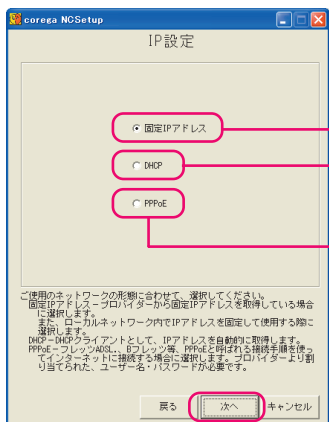 corega NCSetup
IP設定
固定IPアドレス
DHCP
PPPoE
ご使用のネットワークの形態に合わせて、選択してください。
固定IPアドレス－プロバイダーから固定IPアドレスを取得している場合
に選択します。
また、ローカルネットワーク内でIPアドレスを固定して使用する際に
選択します。
DHCP－DHCPクライアントとして、IPアドレスを自動的に取得します。
PPPoE－フレッツADSL、Bフレッツ等、PPPoEと呼ばれる接続手順を使っ
てインターネットに接続する場合に選択します。プロバイダーより割
り当てられた、ユーザー名・パスワードが必要です。
戻る 次へ キャンセル